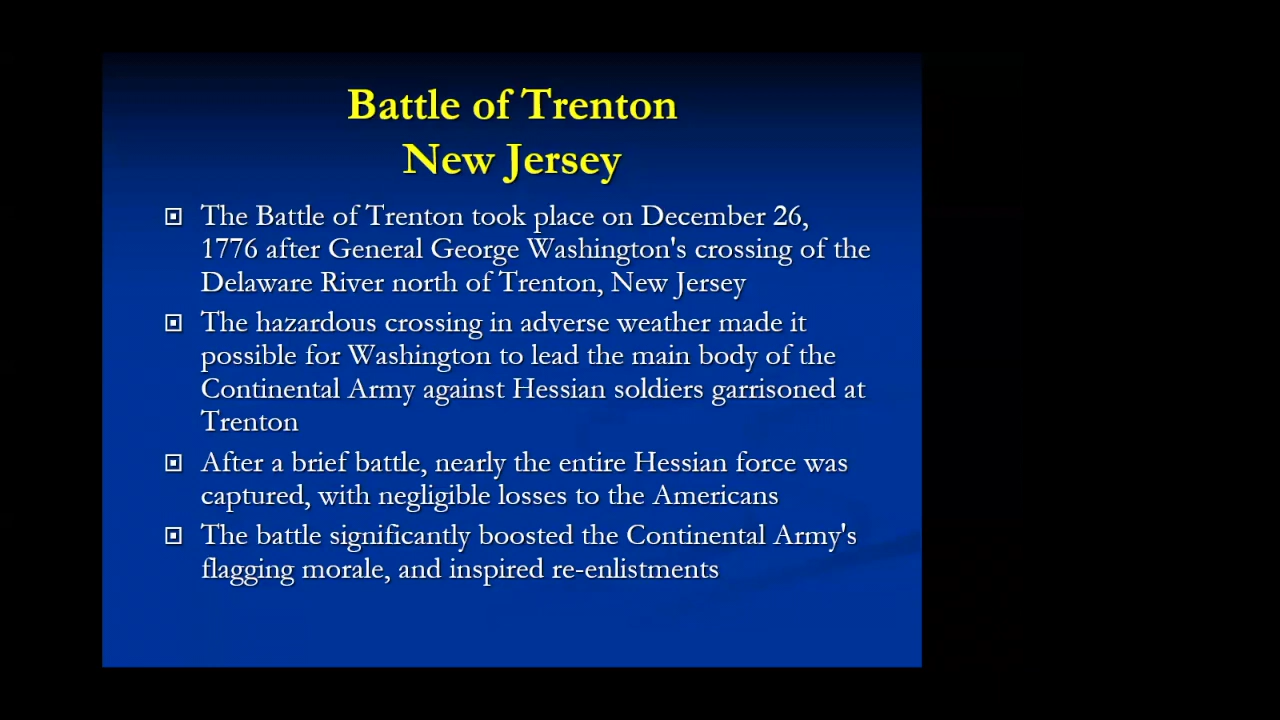 Battle of Trenton
New Jersey
The Battle of Trenton took place on December 26,
1776 after General George Washington's crossing of the
Delaware River north of Trenton, New Jersey
The hazardous crossing in adverse weather made it
possible for Washington to lead the main body of the
Continental Army against Hessian soldiers garrisoned at
Trenton
After a brief battle, nearly the entire Hessian force was
captured, with negligible losses to the Americans
The battle significantly boosted the Continental Army's
flagging morale, and inspired re-enlistments